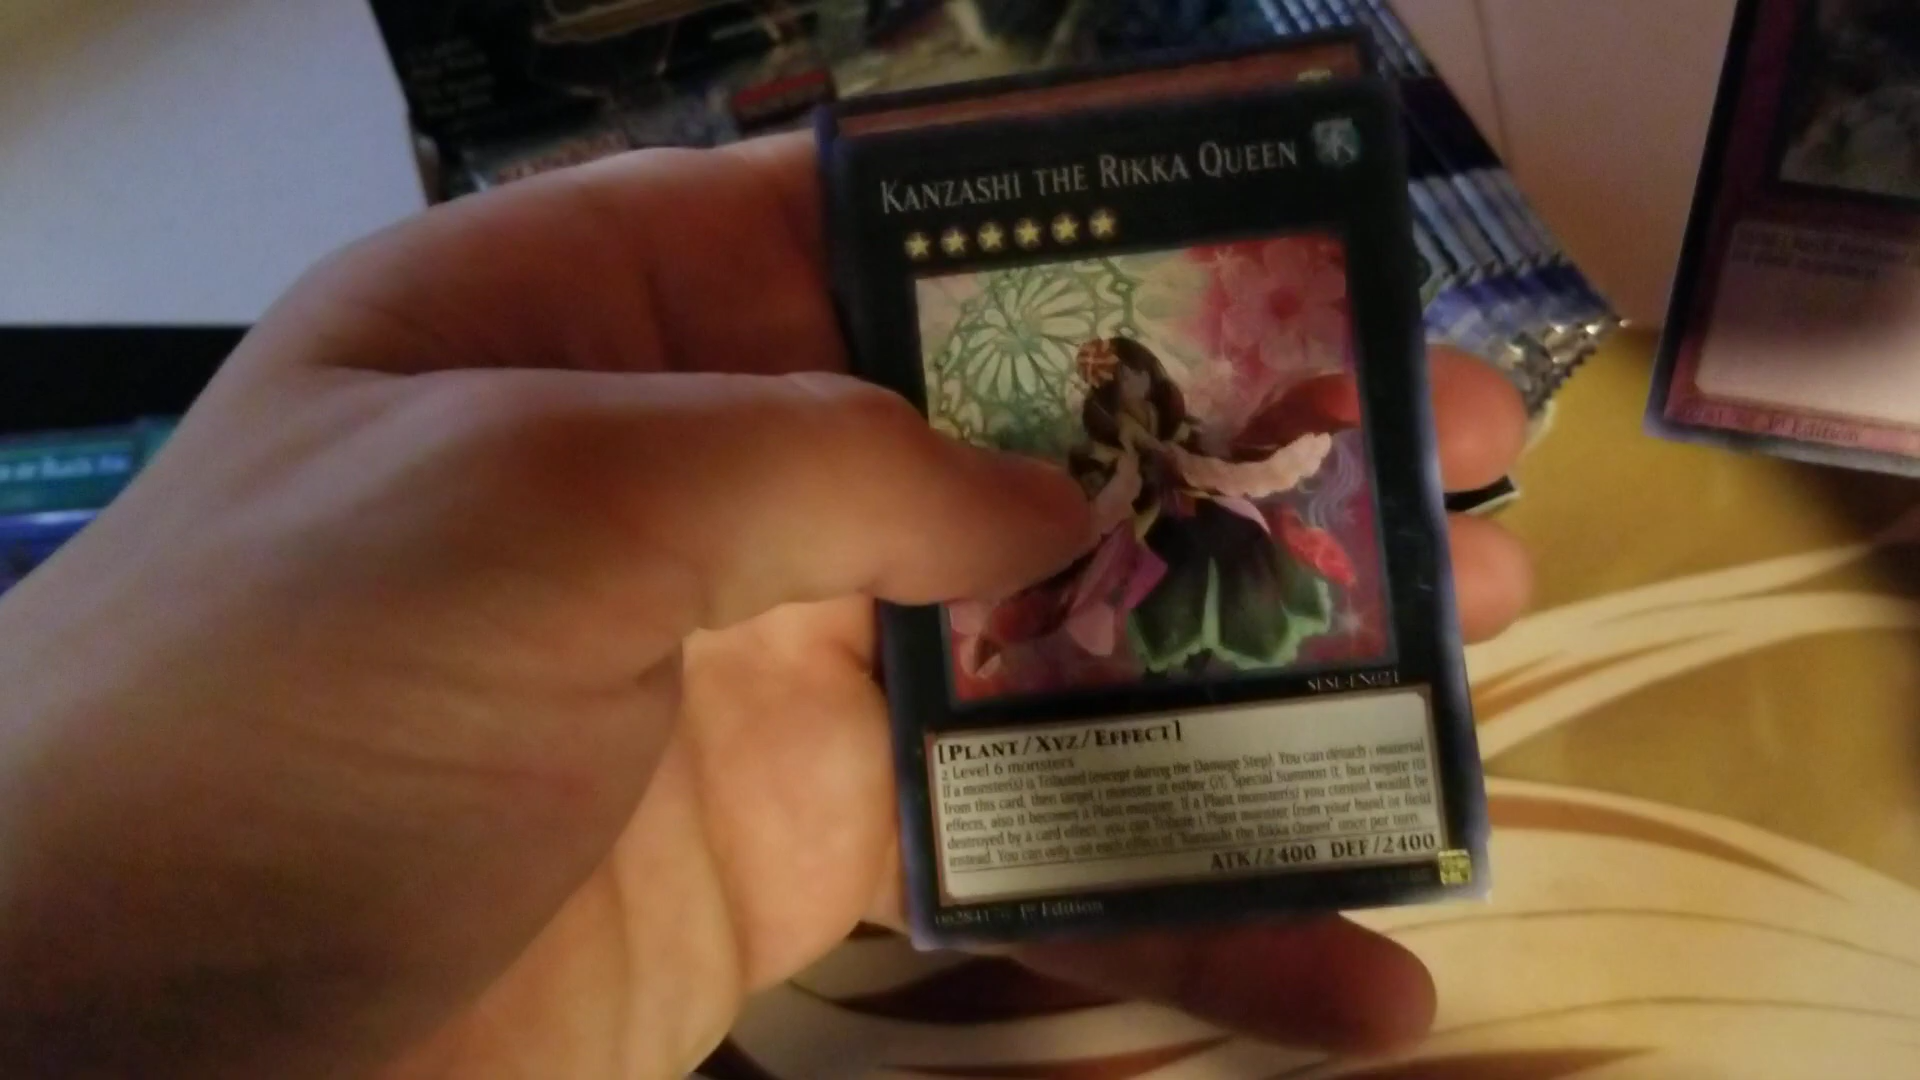 KANZASHI THE RIKKA QUEEN
SESL-EN021
[PLANT/XYZ/EFFECT]
2 Level 6 monsters
If a monster(s) is Tributed (except during the Damage Step): You can detach 1 material
from this card, then target 1 monster in either GY; Special Summon it, but negate its
effects, also it becomes a Plant monster. If a Plant monster(s) you control would be
destroyed by a card effect, you can Tribute 1 Plant monster from your hand or field
instead. You can only use each effect of "Kanzashi the Rikka Queen" once per turn.
ATK/2400 DEF/2400
1st Edition
1st Edition